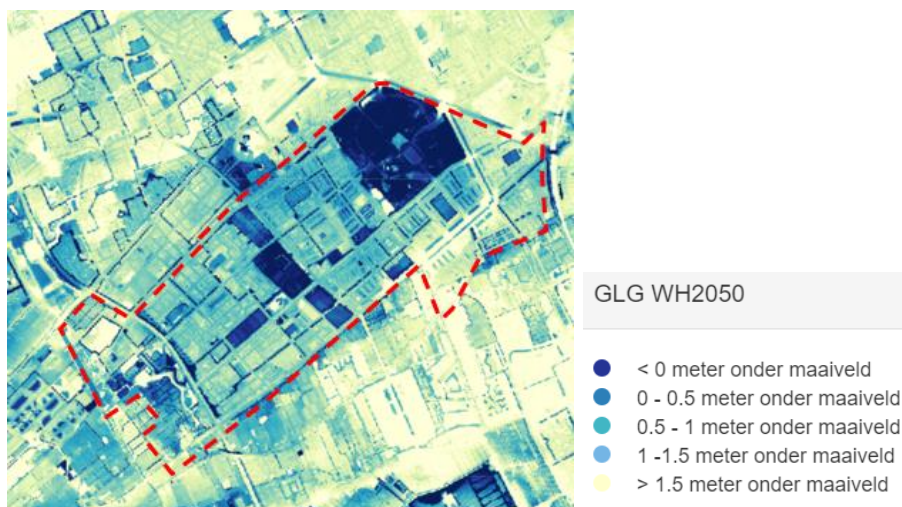 GLG WH2050
< 0 meter onder maaiveld
0 - 0.5 meter onder maaiveld
0.5 - 1 meter onder maaiveld
1 -1.5 meter onder maaiveld
> 1.5 meter onder maaiveld